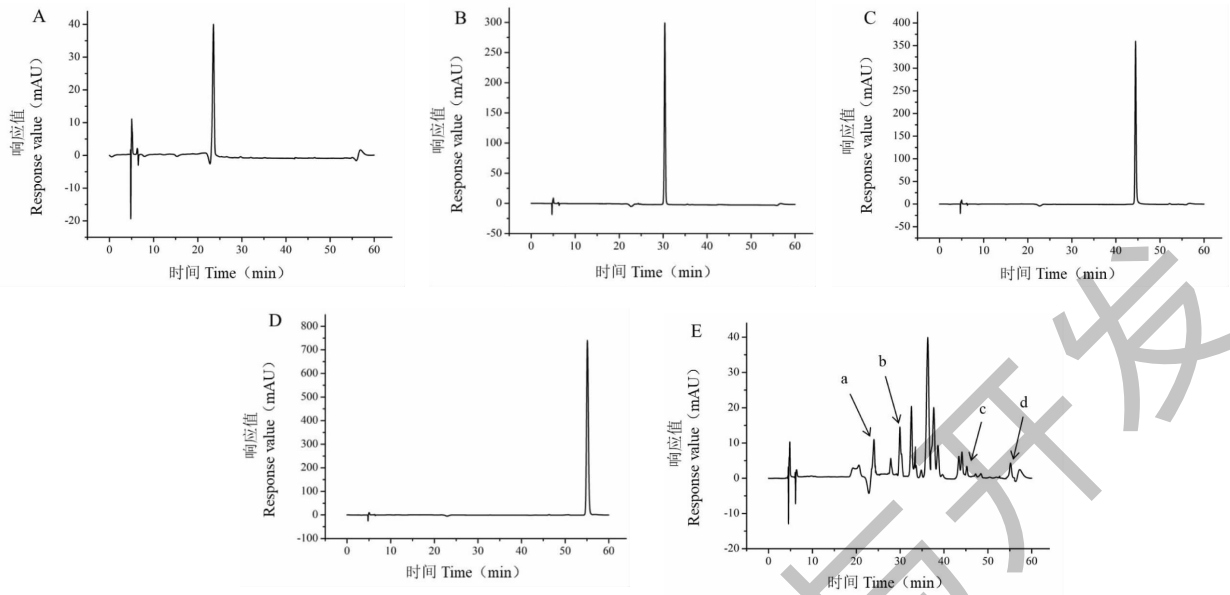 A
40
30
20
10
0
-10
-20
响应值
Response value（mAU）
0 10 20 30 40 50 60
时间 Time（min）
B
300
250
200
150
100
50
0
-50
响应值
Response value（mAU）
0 10 20 30 40 50 60
时间 Time（min）
C
400
350
300
250
200
150
100
50
0
-50
响应值
Response value（mAU）
0 10 20 30 40 50 60
时间 Time（min）
D
800
700
600
500
400
300
200
100
0
-100
响应值
Response value（mAU）
0 10 20 30 40 50 60
时间 Time（min）
E
40
30
20
10
0
-10
-20
a
b
c
d
响应值
Response value（mAU）
0 10 20 30 40 50 60
时间 Time（min）
与开发